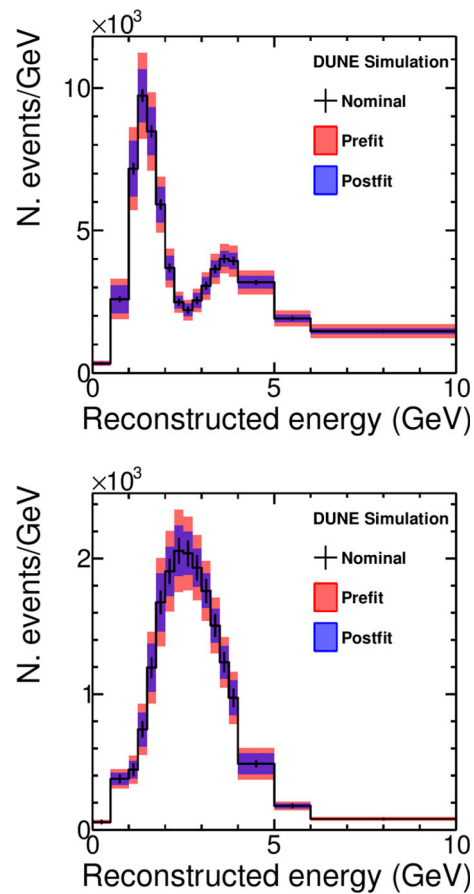 ×10³
N. events/GeV
10
5
0
DUNE Simulation
Nominal
Prefit
Postfit
0
5
10
Reconstructed energy (GeV)
×10³
N. events/GeV
2
1
0
DUNE Simulation
Nominal
Prefit
Postfit
0
5
10
Reconstructed energy (GeV)